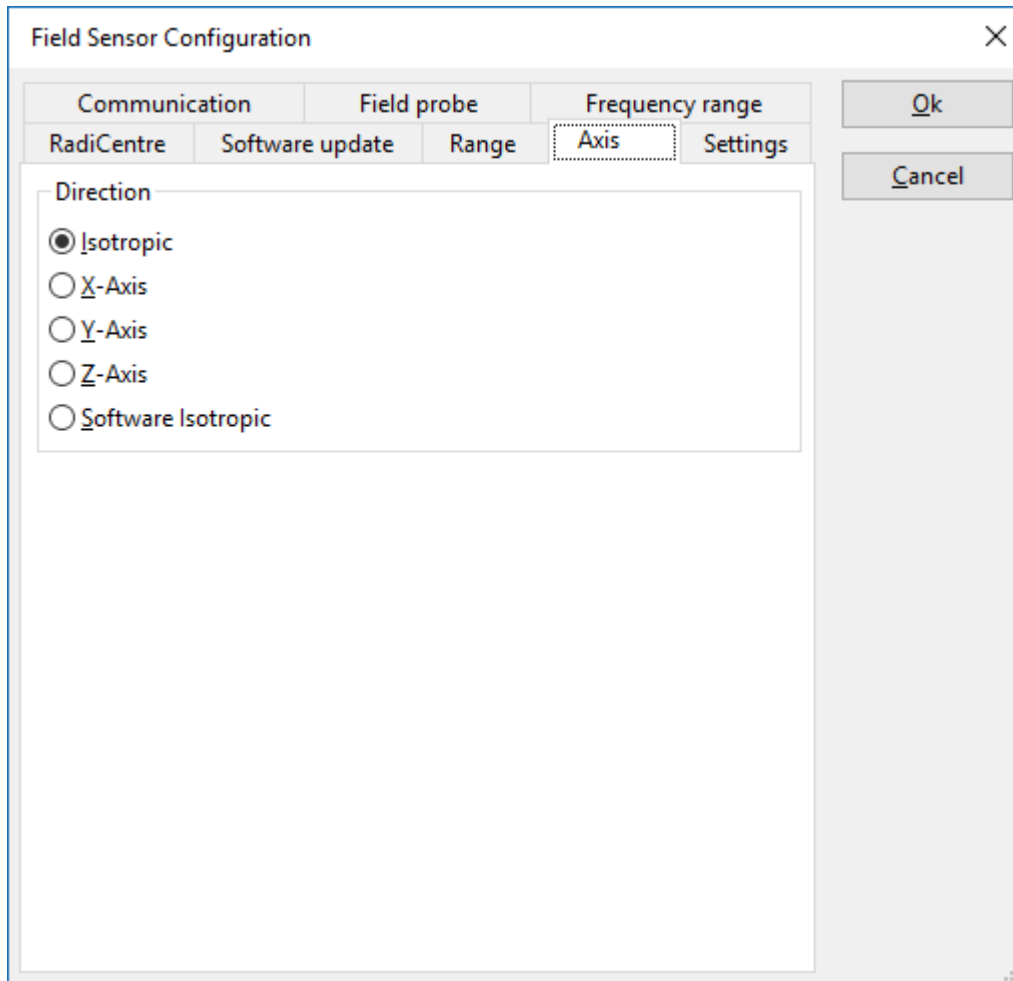 Field Sensor Configuration
Communication Field probe Frequency range
RadiCentre Software update Range Axis Settings
Ok
Cancel
Direction
Isotropic
X-Axis
Y-Axis
Z-Axis
Software Isotropic